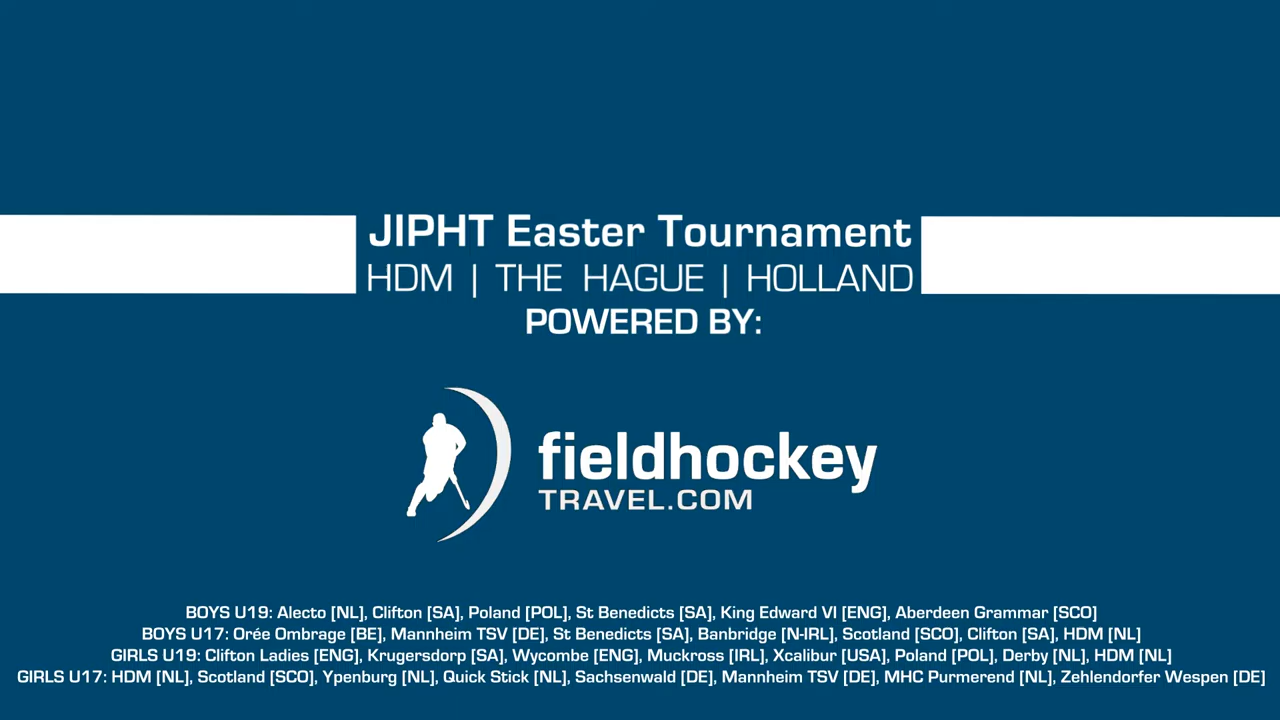 JIPHT Easter Tournament
HDM | THE HAGUE | HOLLAND
POWERED BY:
fieldhockey
TRAVEL.COM
BOYS U19: Alecto [NL], Clifton [SA], Poland [POL], St Benedicts [SA], King Edward VI [ENG], Aberdeen Grammar [SCO]
BOYS U17: Orée Ombrage [BE], Mannheim TSV [DE], St Benedicts [SA], Banbridge [N-IRL], Scotland [SCO], Clifton [SA], HDM [NL]
GIRLS U19: Clifton Ladies [ENG], Krugersdorp [SA], Wycombe [ENG], Muckross [IRL], Xcalibur [USA], Poland [POL], Derby [NL], HDM [NL]
GIRLS U17: HDM [NL], Scotland [SCO], Ypenburg [NL], Quick Stick [NL], Sachsenwald [DE], Mannheim TSV [DE], MHC Purmerend [NL], Zehlendorfer Wespen [DE]